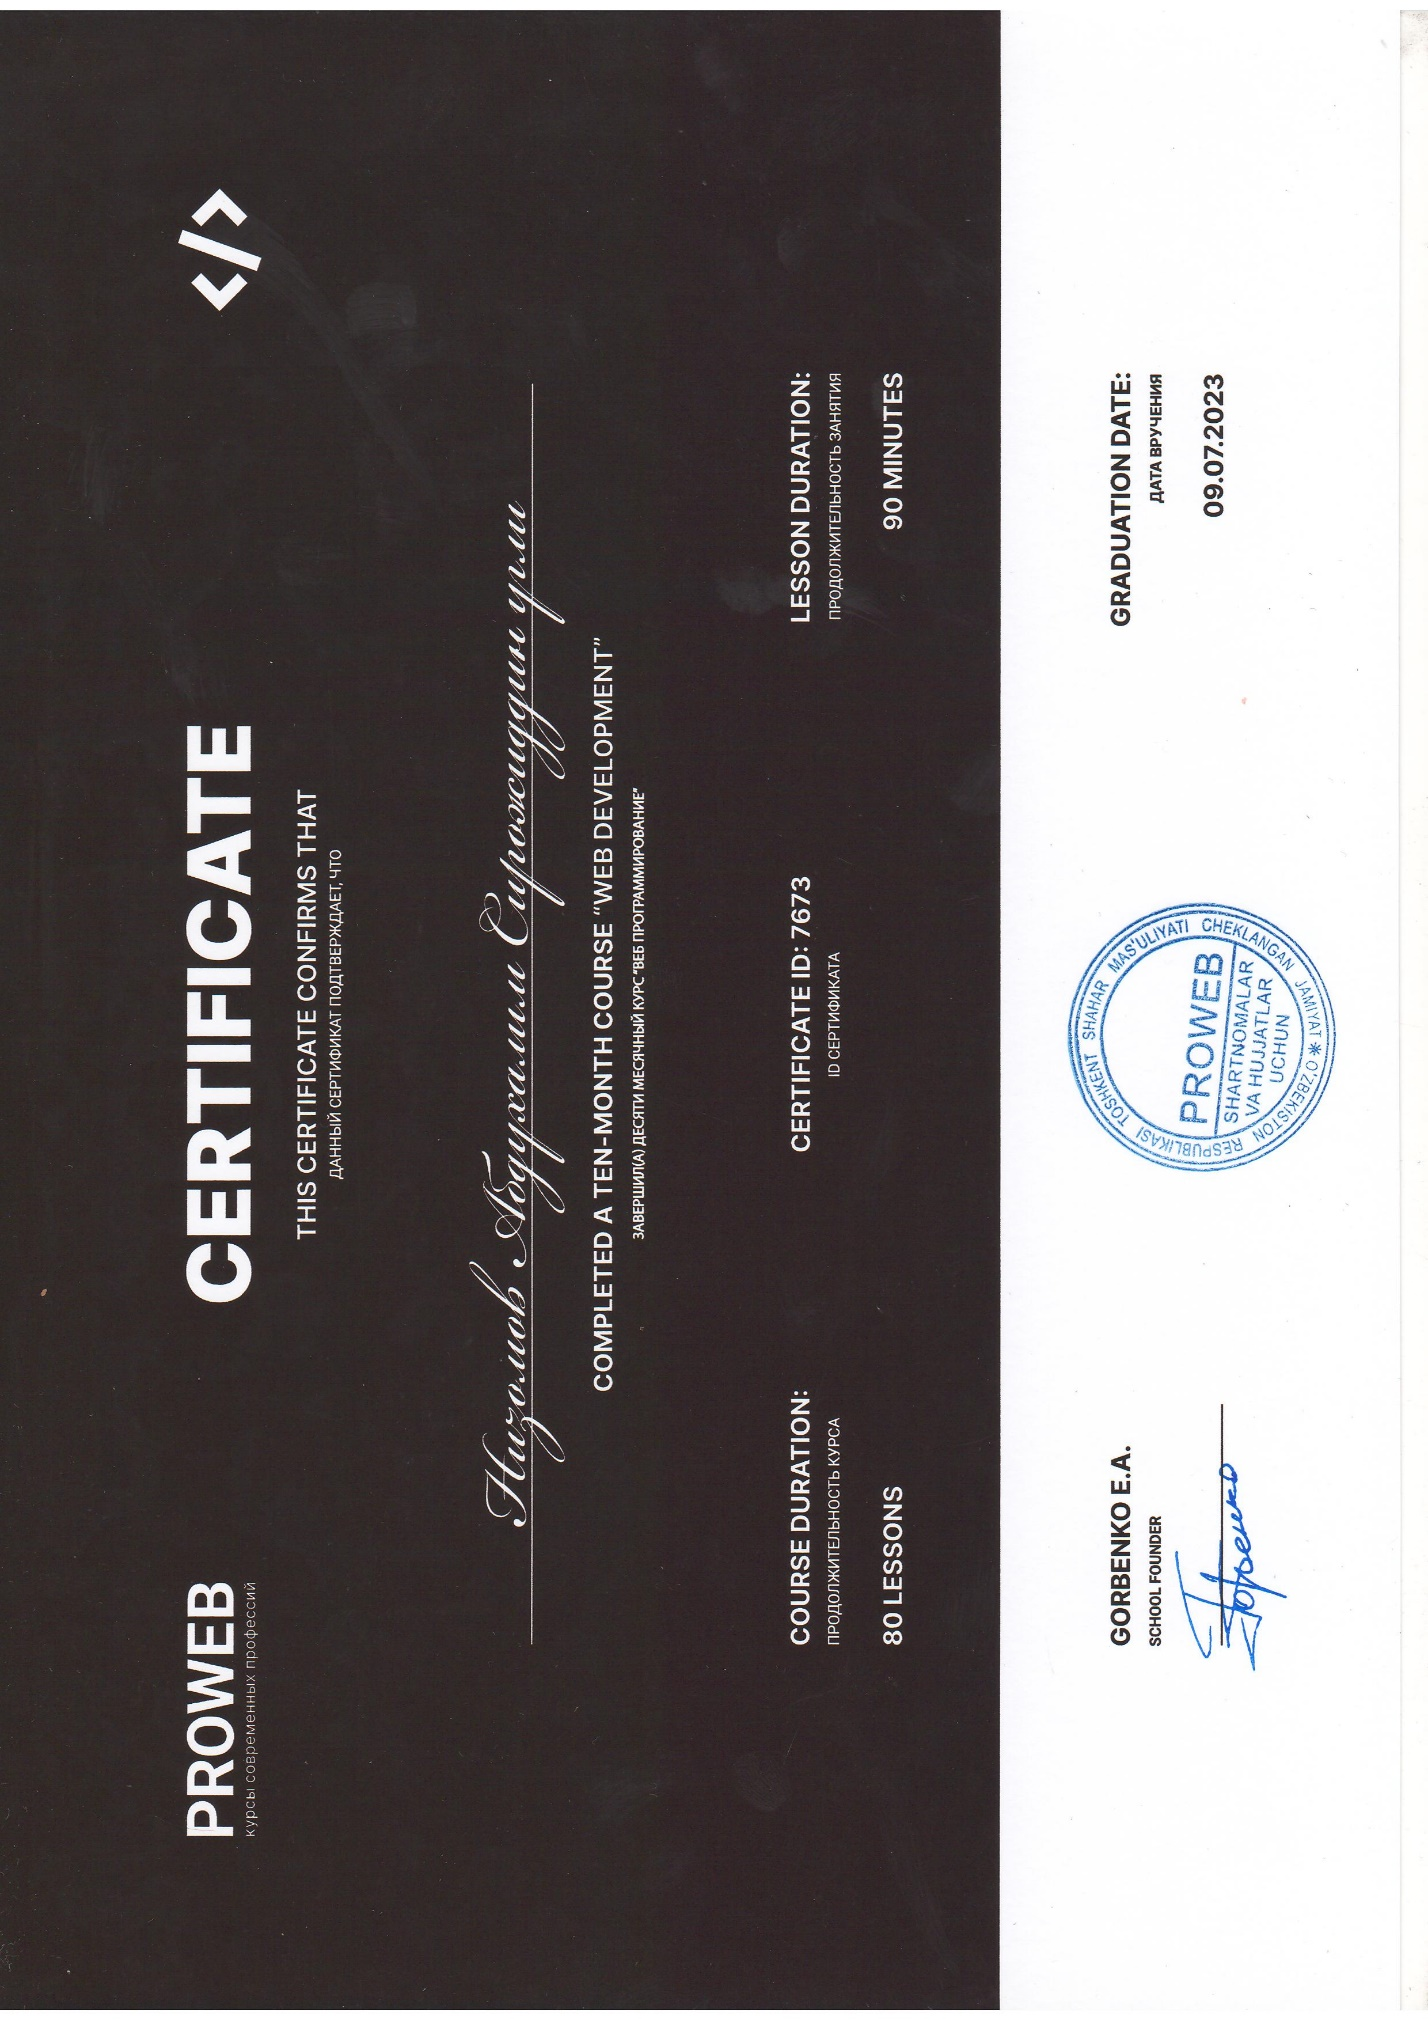 PROWEB
курсы современных профессий
</>
CERTIFICATE
THIS CERTIFICATE CONFIRMS THAT
ДАННЫЙ СЕРТИФИКАТ ПОДТВЕРЖДАЕТ, ЧТО
Низомов Абдухалил Сирожиддин угли
COMPLETED A TEN-MONTH COURSE “WEB DEVELOPMENT”
ЗАВЕРШИЛ(А) ДЕСЯТИ МЕСЯЧНЫЙ КУРС "ВЕБ ПРОГРАММИРОВАНИЕ"
COURSE DURATION:
ПРОДОЛЖИТЕЛЬНОСТЬ КУРСА
80 LESSONS
CERTIFICATE ID: 7673
ID СЕРТИФИКАТА
LESSON DURATION:
ПРОДОЛЖИТЕЛЬНОСТЬ ЗАНЯТИЯ
90 MINUTES
GORBENKO E.A.
SCHOOL FOUNDER
Горбенко
O'ZBEKISTON RESPUBLIKASI TOSHKENT SHAHAR MAS'ULIYATI CHEKLANGAN JAMIYAT *
PROWEB
SHARTNOMALAR
VA HUJJATLAR
UCHUN
GRADUATION DATE:
ДАТА ВРУЧЕНИЯ
09.07.2023